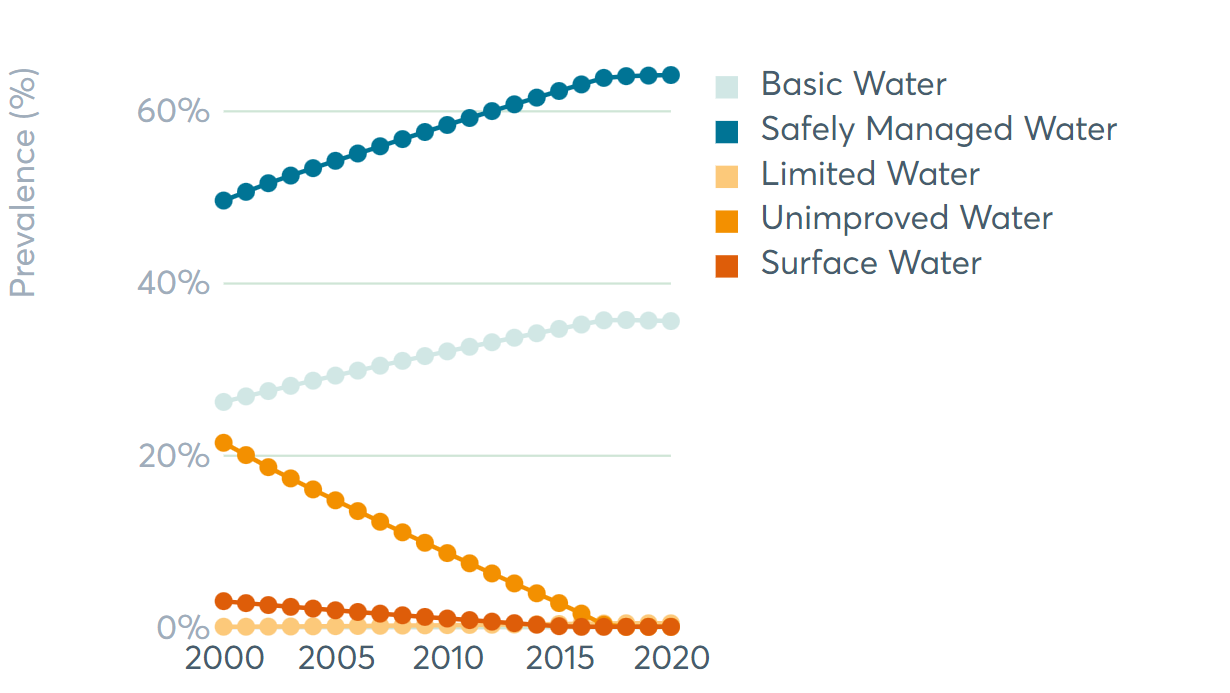 Prevalence (%)
60%
40%
20%
0%
2000 2005 2010 2015 2020
Basic Water
Safely Managed Water
Limited Water
Unimproved Water
Surface Water